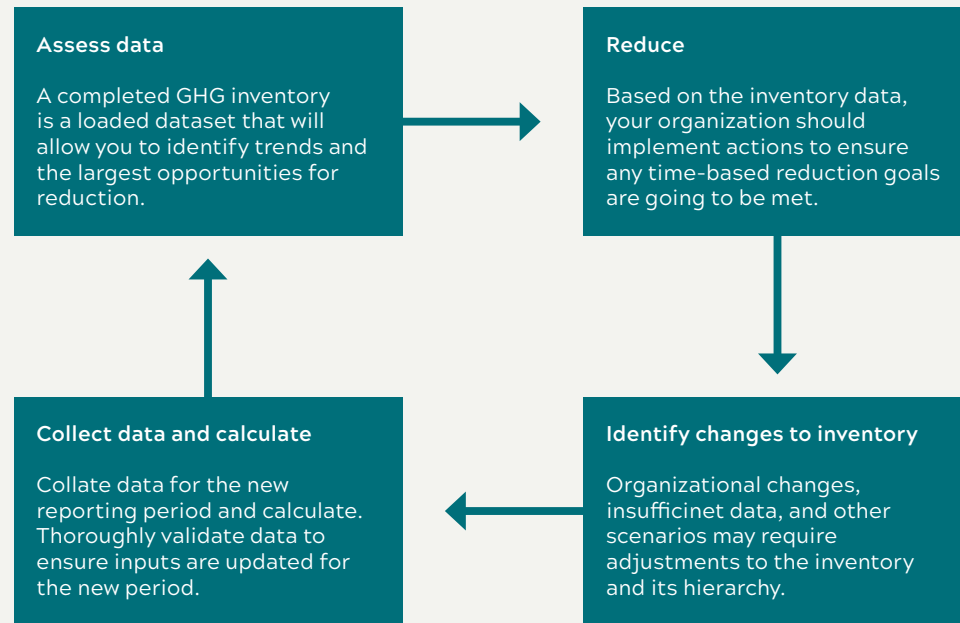 Assess data
A completed GHG inventory
is a loaded dataset that will
allow you to identify trends and
the largest opportunities for
reduction.
Reduce
Based on the inventory data,
your organization should
implement actions to ensure
any time-based reduction goals
are going to be met.
Collect data and calculate
Collate data for the new
reporting period and calculate.
Thoroughly validate data to
ensure inputs are updated for
the new period.
Identify changes to inventory
Organizational changes,
insufficinet data, and other
scenarios may require
adjustments to the inventory
and its hierarchy.